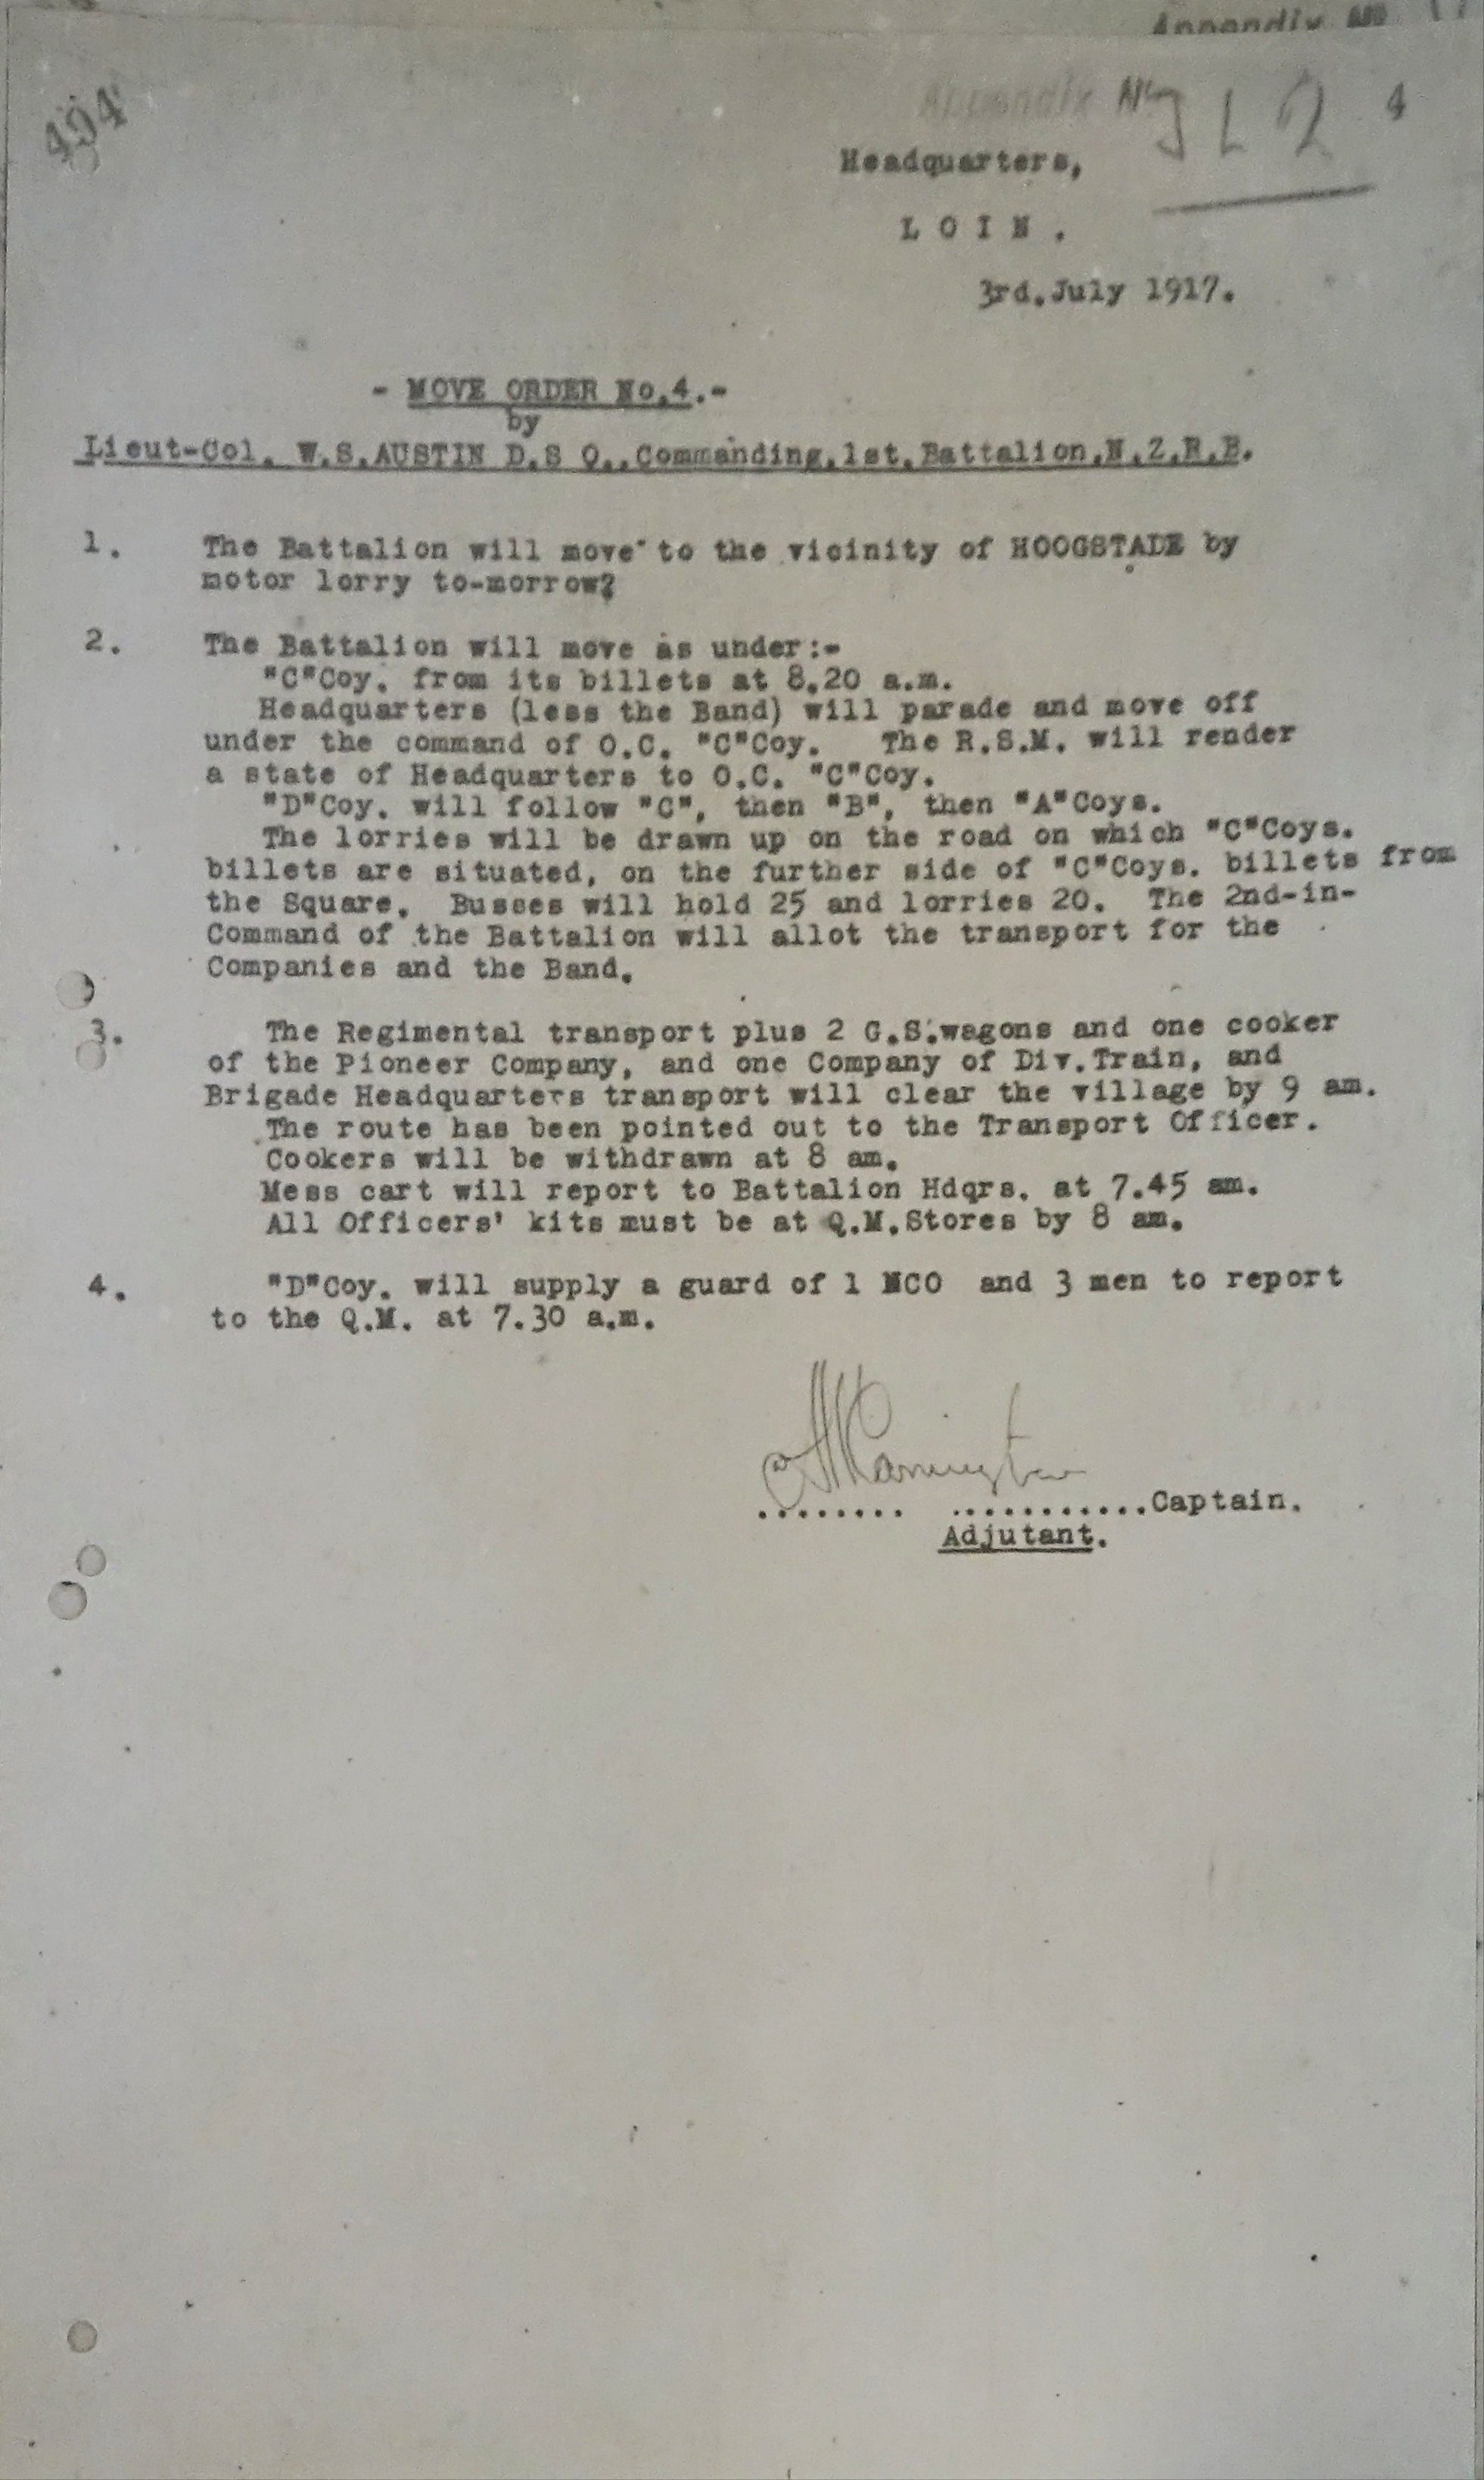 Appendix
494
Appendix No 4
Headquarters,
L O I N .
3rd.July 1917.
- MOVE ORDER No.4.-
by
Lieut-Col. W.S.AUSTIN D.S O.,Commanding,1st.Battalion,N.Z.R.B.
1. The Battalion will move to the vicinity of HOOGSTADE by
motor lorry to-morrow?
2. The Battalion will move as under:-
"C"Coy. from its billets at 8.20 a.m.
Headquarters (less the Band) will parade and move off
under the command of O.C. "C"Coy. The R.S.M. will render
a state of Headquarters to O.C. "C"Coy.
"D"Coy. will follow "C", then "B", then "A"Coys.
The lorries will be drawn up on the road on which "C"Coys.
billets are situated, on the further side of "C"Coys. billets from
the Square. Busses will hold 25 and lorries 20. The 2nd-in-
Command of the Battalion will allot the transport for the
Companies and the Band.
3. The Regimental transport plus 2 G.S.wagons and one cooker
of the Pioneer Company, and one Company of Div.Train, and
Brigade Headquarters transport will clear the village by 9 am.
The route has been pointed out to the Transport Officer.
Cookers will be withdrawn at 8 am.
Mess cart will report to Battalion Hdqrs. at 7.45 am.
All Officers' kits must be at Q.M.Stores by 8 am.
4. "D"Coy. will supply a guard of 1 NCO and 3 men to report
to the Q.M. at 7.30 a.m.
........ ...........Captain.
Adjutant.